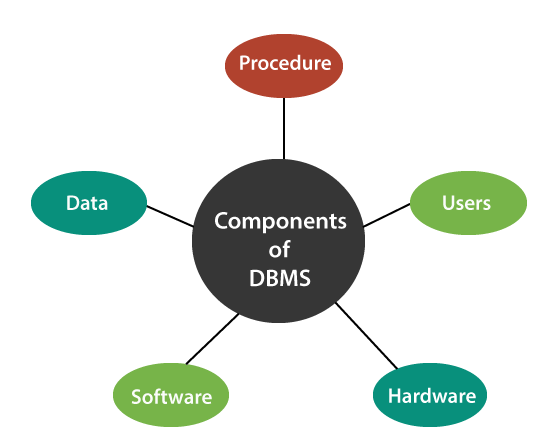 Procedure
Data
Users
Components
of
DBMS
Software
Hardware